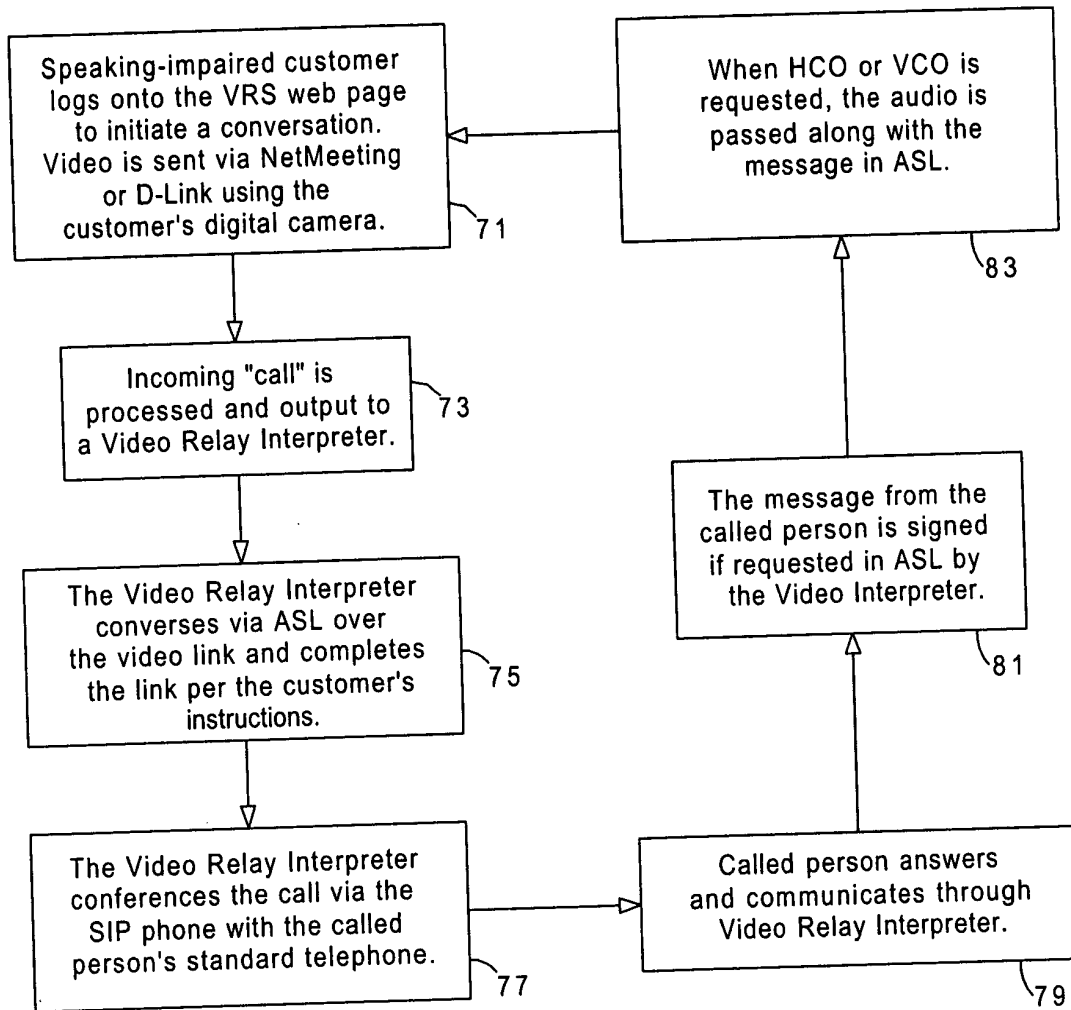 Speaking-impaired customer
logs onto the VRS web page
to initiate a conversation.
Video is sent via NetMeeting
or D-Link using the
customer's digital camera.
71
Incoming "call" is
processed and output to
a Video Relay Interpreter.
73
The Video Relay Interpreter
converses via ASL over
the video link and completes
the link per the customer's
instructions.
75
The Video Relay Interpreter
conferences the call via the
SIP phone with the called
person's standard telephone.
77
Called person answers
and communicates through
Video Relay Interpreter.
79
The message from the
called person is signed
if requested in ASL by
the Video Interpreter.
81
When HCO or VCO is
requested, the audio is
passed along with the
message in ASL.
83